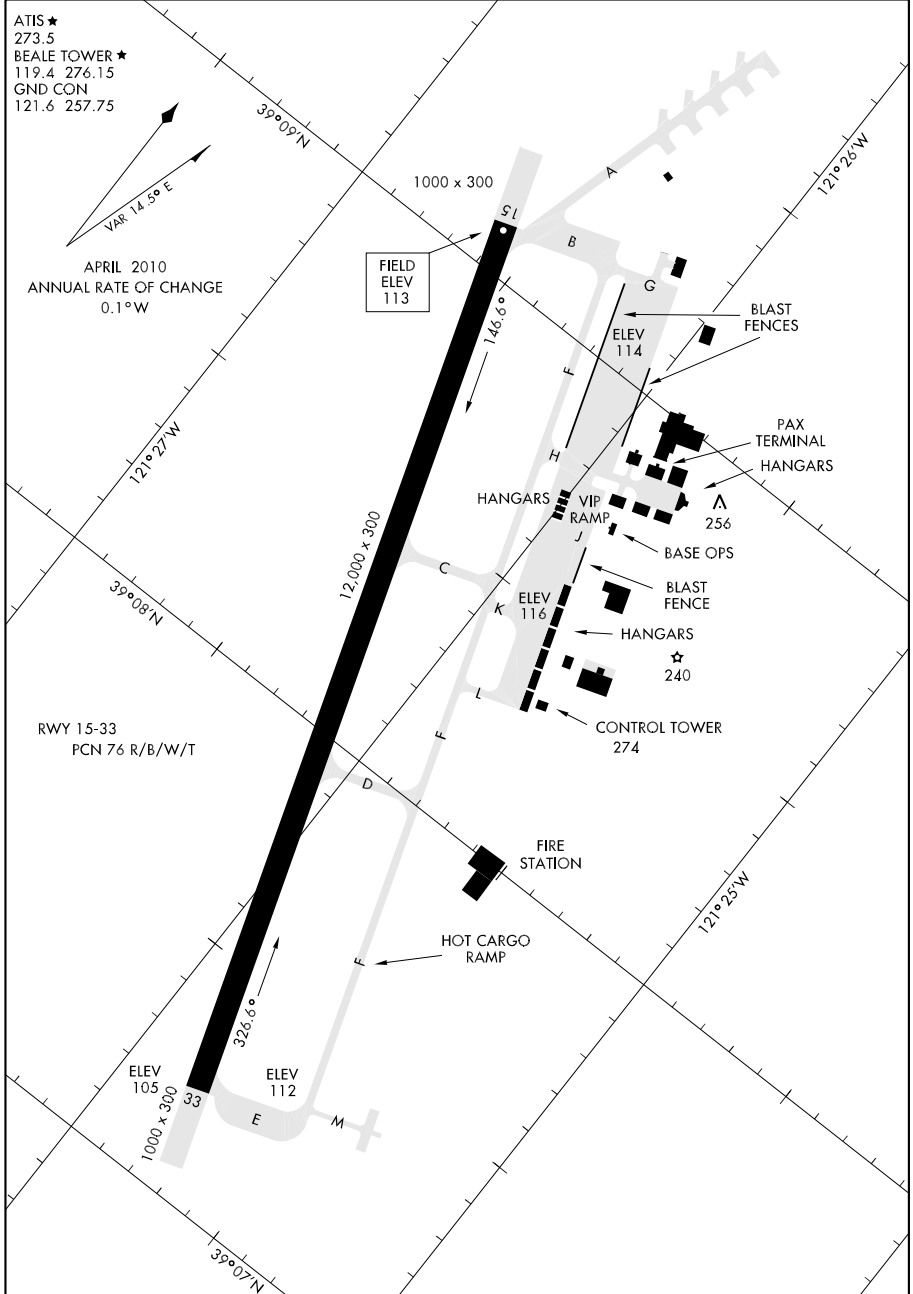 ATIS ★
273.5
BEALE TOWER ★
119.4 276.15
GND CON
121.6 257.75
VAR 14.5° E
APRIL 2010
ANNUAL RATE OF CHANGE
0.1° W
39°09'N
121°26'W
1000 x 300
15
A
B
FIELD
ELEV
113
G
146.6°
BLAST
FENCES
ELEV
114
F
121°27'W
PAX
TERMINAL
HANGARS
H
HANGARS
VIP
RAMP
256
J
BASE OPS
12,000 x 300
C
BLAST
FENCE
39°08'N
K
ELEV
116
HANGARS
240
L
CONTROL TOWER
274
RWY 15-33
PCN 76 R/B/W/T
F
D
FIRE
STATION
121°25'W
HOT CARGO
RAMP
F
326.6°
ELEV
105
ELEV
112
33
1000 x 300
E
M
39°07'N